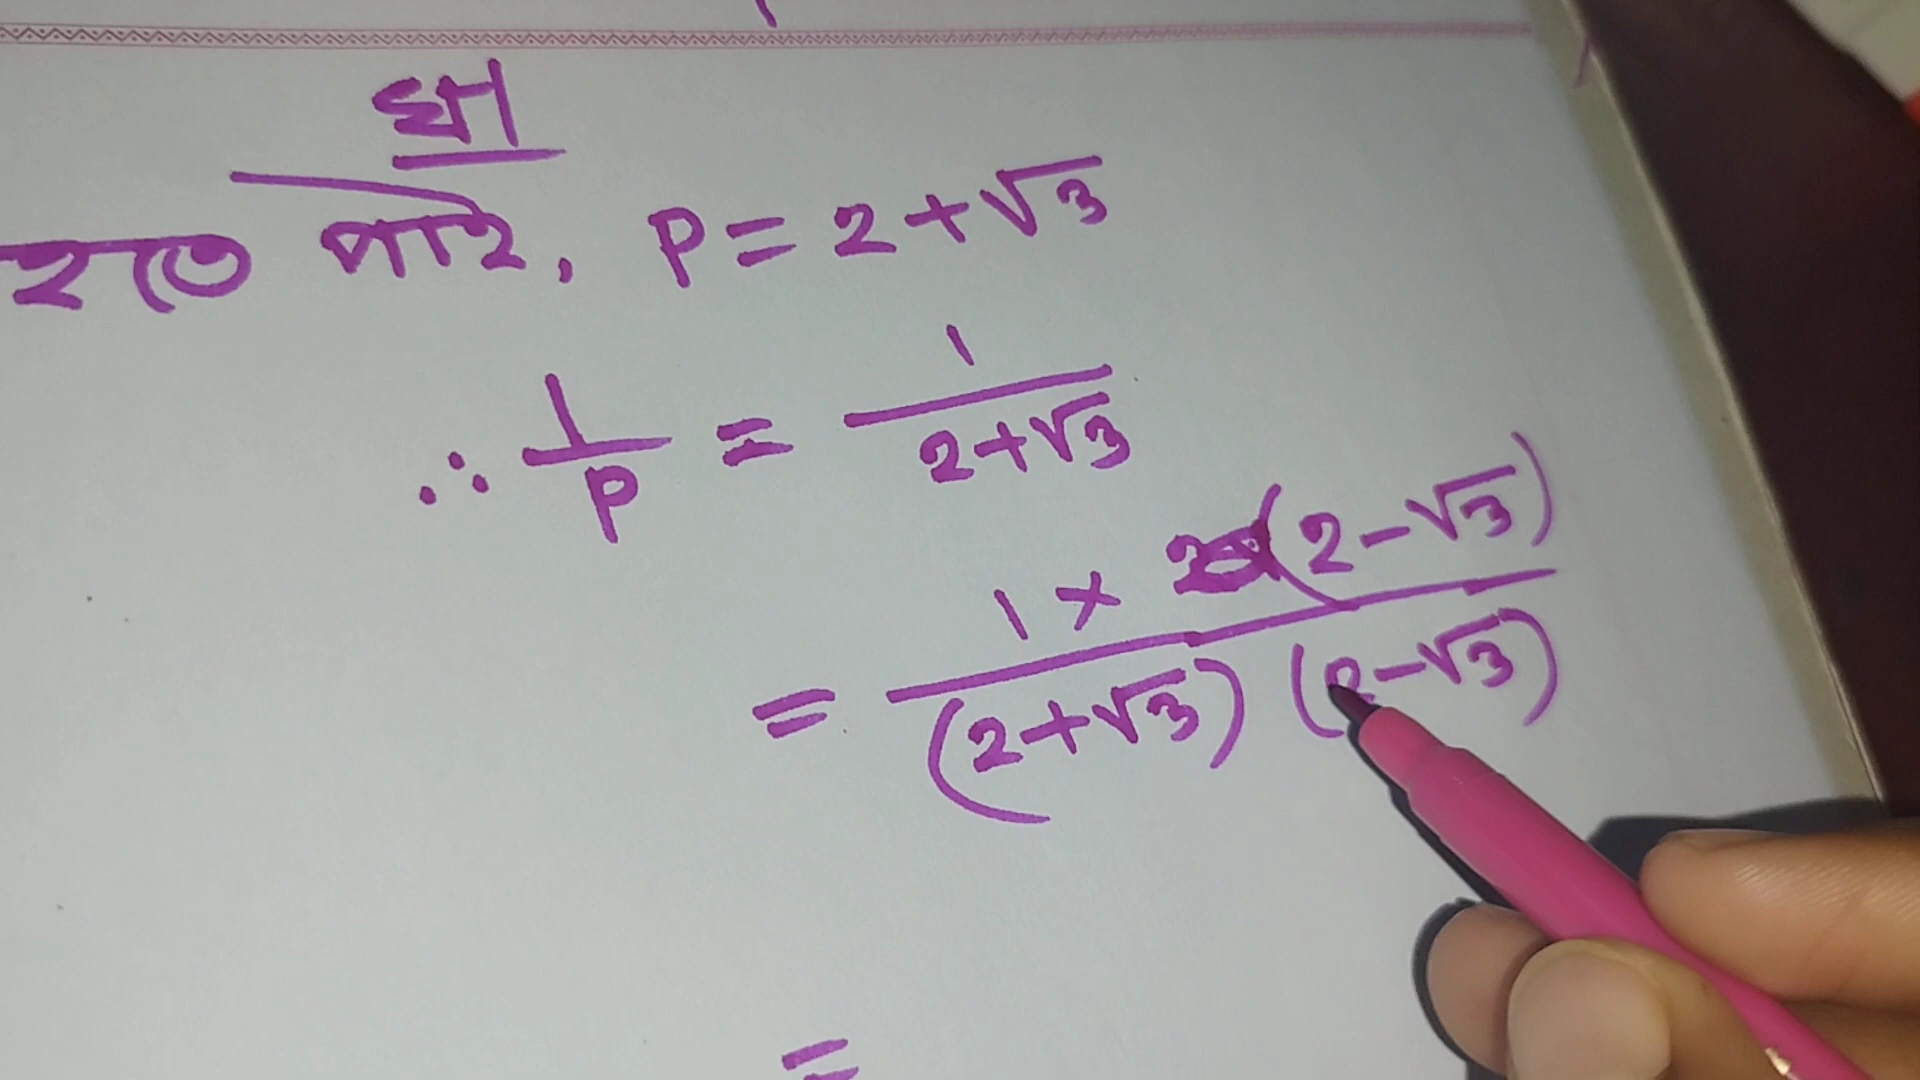 ঘ
হতে পাই, P = 2 + √3
∴ 1/P = 1/(2+√3)
= 1 × (2 - √3) / (2+√3) (2-√3)
=